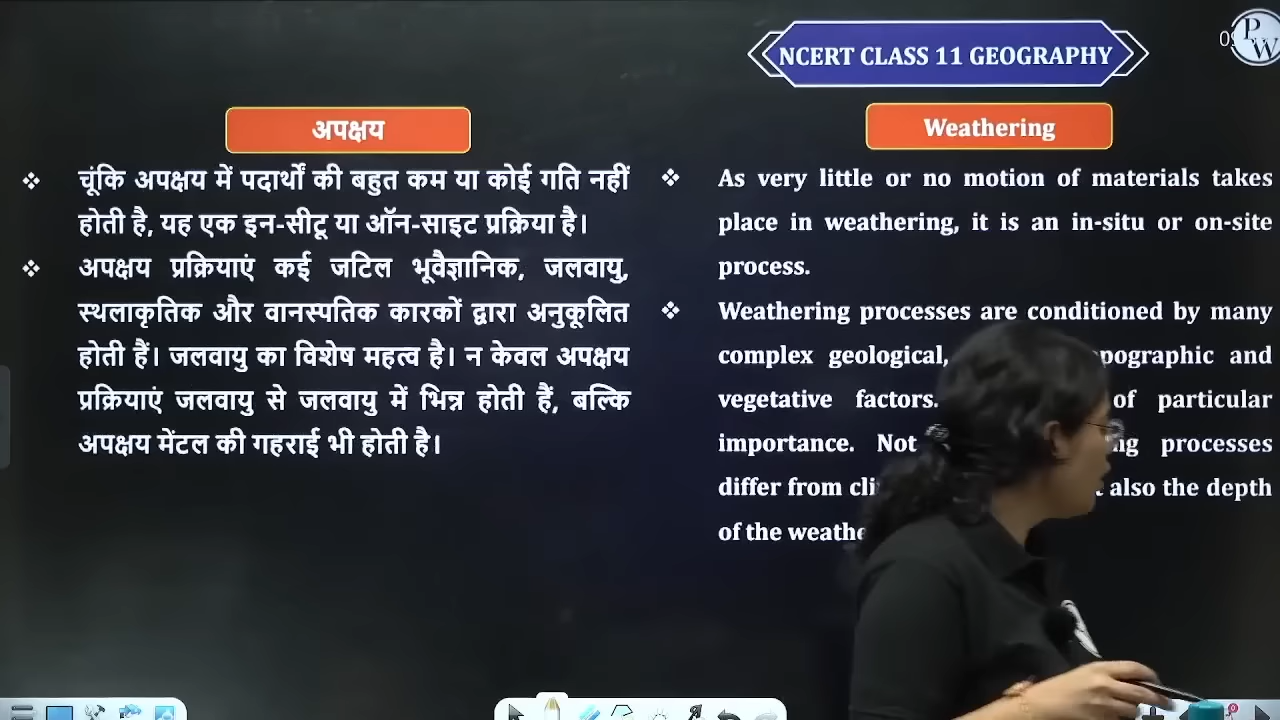 NCERT CLASS 11 GEOGRAPHY
PW
अपक्षय
❖ चूंकि अपक्षय में पदार्थों की बहुत कम या कोई गति नहीं
होती है, यह एक इन-सीटू या ऑन-साइट प्रक्रिया है।
❖ अपक्षय प्रक्रियाएं कई जटिल भूवैज्ञानिक, जलवायु,
स्थलाकृतिक और वानस्पतिक कारकों द्वारा अनुकूलित
होती हैं। जलवायु का विशेष महत्व है। न केवल अपक्षय
प्रक्रियाएं जलवायु से जलवायु में भिन्न होती हैं, बल्कि
अपक्षय मेंटल की गहराई भी होती है।
Weathering
❖ As very little or no motion of materials takes
place in weathering, it is an in-situ or on-site
process.
❖ Weathering processes are conditioned by many
complex geological, and
vegetative factors. of particular
importance. Not processes
differ from also the depth
of the